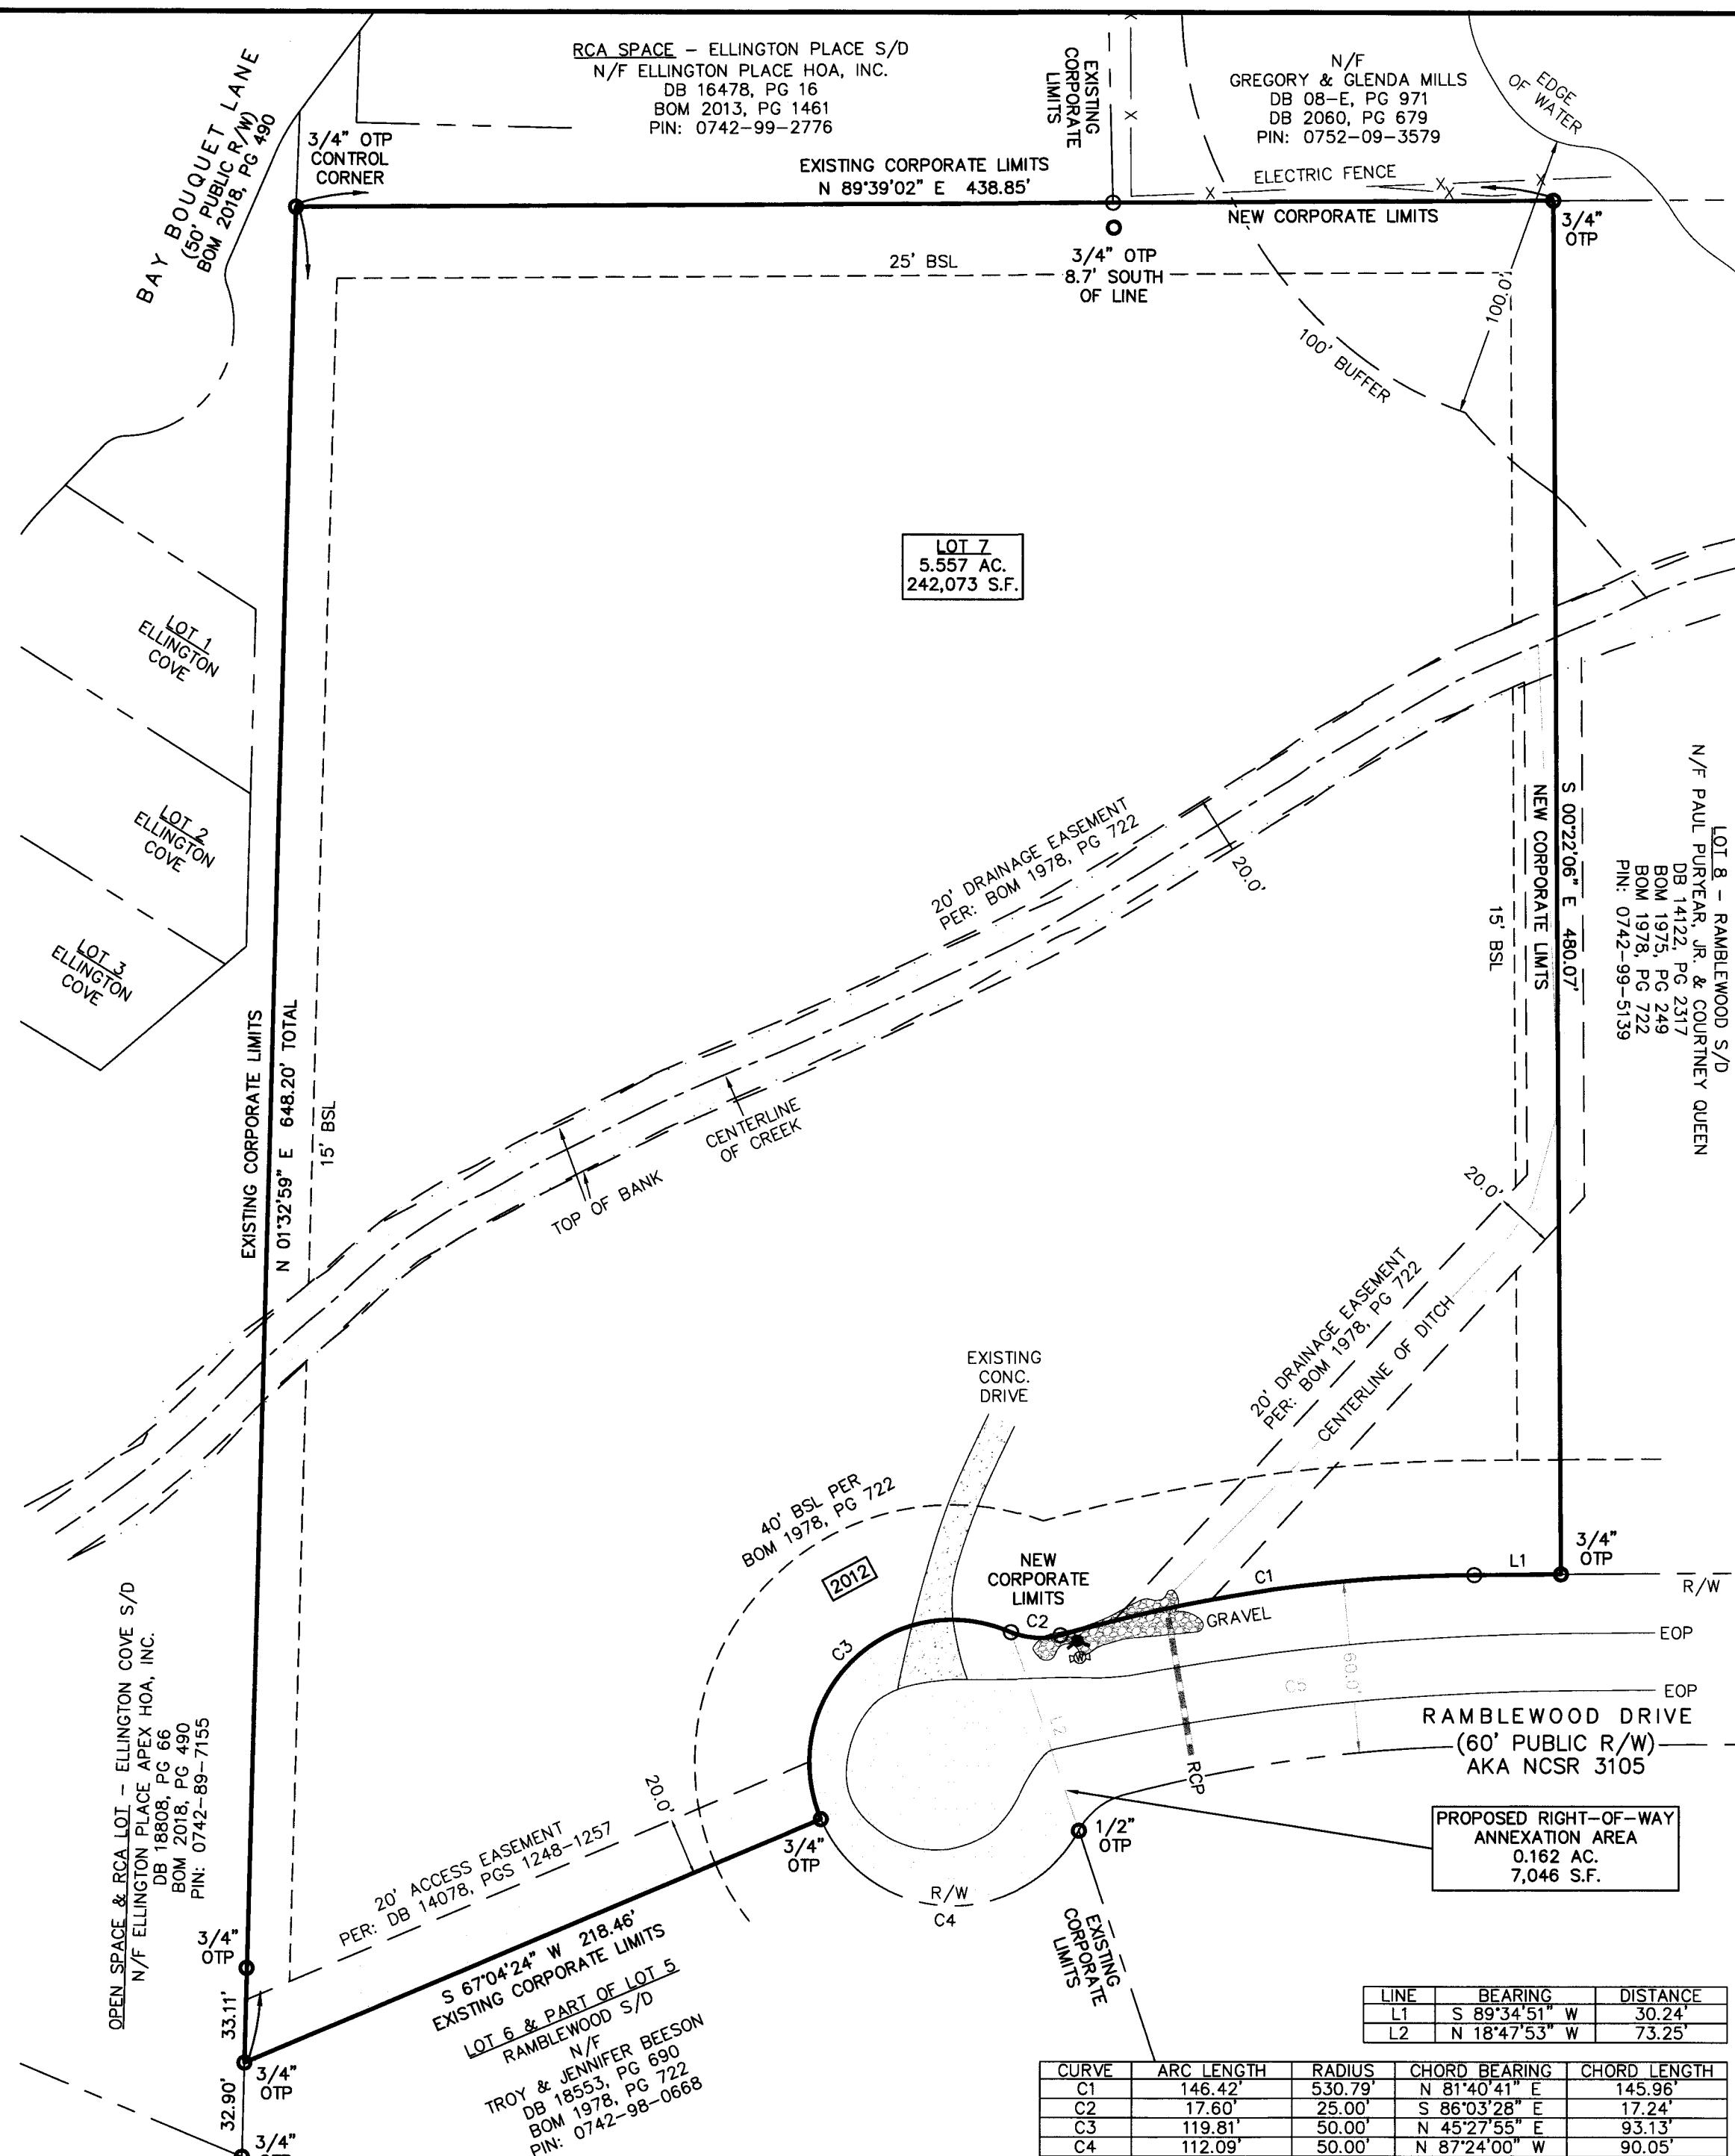 BAY BOUQUET LANE
(50' PUBLIC R/W)
BOM 2018, PG 490
3/4" OTP
CONTROL
CORNER
RCA SPACE – ELLINGTON PLACE S/D
N/F ELLINGTON PLACE HOA, INC.
DB 16478, PG 16
BOM 2013, PG 1461
PIN: 0742-99-2776
EXISTING
CORPORATE
LIMITS
N/F
GREGORY & GLENDA MILLS
DB 08-E, PG 971
DB 2060, PG 679
PIN: 0752-09-3579
EDGE
OF WATER
EXISTING CORPORATE LIMITS
N 89°39'02" E 438.85'
ELECTRIC FENCE
X
X
X
X
X
X
NEW CORPORATE LIMITS
3/4"
OTP
3/4" OTP
8.7' SOUTH
OF LINE
25' BSL
100.0'
100' BUFFER
LOT 7
5.557 AC.
242,073 S.F.
LOT 1
ELLINGTON
COVE
LOT 2
ELLINGTON
COVE
LOT 3
ELLINGTON
COVE
EXISTING CORPORATE LIMITS
N 01°32'59" E 648.20' TOTAL
15' BSL
20' DRAINAGE EASEMENT
PER: BOM 1978, PG 722
20.0'
CENTERLINE
OF CREEK
TOP OF BANK
S 00°22'06" E 480.07'
NEW CORPORATE LIMITS
15' BSL
LOT 8 – RAMBLEWOOD S/D
N/F PAUL PURYEAR, JR. & COURTNEY QUEEN
DB 14122, PG 2317
BOM 1975, PG 249
BOM 1978, PG 722
PIN: 0742-99-5139
20.0'
20' DRAINAGE EASEMENT
PER: BOM 1978, PG 722
CENTERLINE OF DITCH
EXISTING
CONC.
DRIVE
40' BSL PER
BOM 1978, PG 722
2012
NEW
CORPORATE
LIMITS
C1
C2
C3
L1
3/4"
OTP
R/W
GRAVEL
W
EOP
EOP
60.0'
L2
RCP
RAMBLEWOOD DRIVE
(60' PUBLIC R/W)
AKA NCSR 3105
PROPOSED RIGHT-OF-WAY
ANNEXATION AREA
0.162 AC.
7,046 S.F.
1/2"
OTP
3/4"
OTP
R/W
C4
EXISTING
CORPORATE
LIMITS
OPEN SPACE & RCA LOT – ELLINGTON COVE S/D
N/F ELLINGTON PLACE APEX HOA, INC.
DB 18808, PG 66
BOM 2018, PG 490
PIN: 0742-89-7155
20.0'
20' ACCESS EASEMENT
PER: DB 14078, PGS 1248-1257
S 67°04'24" W 218.46'
EXISTING CORPORATE LIMITS
LOT 6 & PART OF LOT 5
RAMBLEWOOD S/D
N/F
TROY & JENNIFER BEESON
DB 18553, PG 690
BOM 1978, PG 722
PIN: 0742-98-0668
3/4"
OTP
33.11'
3/4"
OTP
32.90'
3/4"
LINE BEARING DISTANCE
L1 S 89°34'51" W 30.24'
L2 N 18°47'53" W 73.25'
CURVE ARC LENGTH RADIUS CHORD BEARING CHORD LENGTH
C1 146.42' 530.79' N 81°40'41" E 145.96'
C2 17.60' 25.00' S 86°03'28" E 17.24'
C3 119.81' 50.00' N 45°27'55" E 93.13'
C4 112.09' 50.00' N 87°24'00" W 90.05'